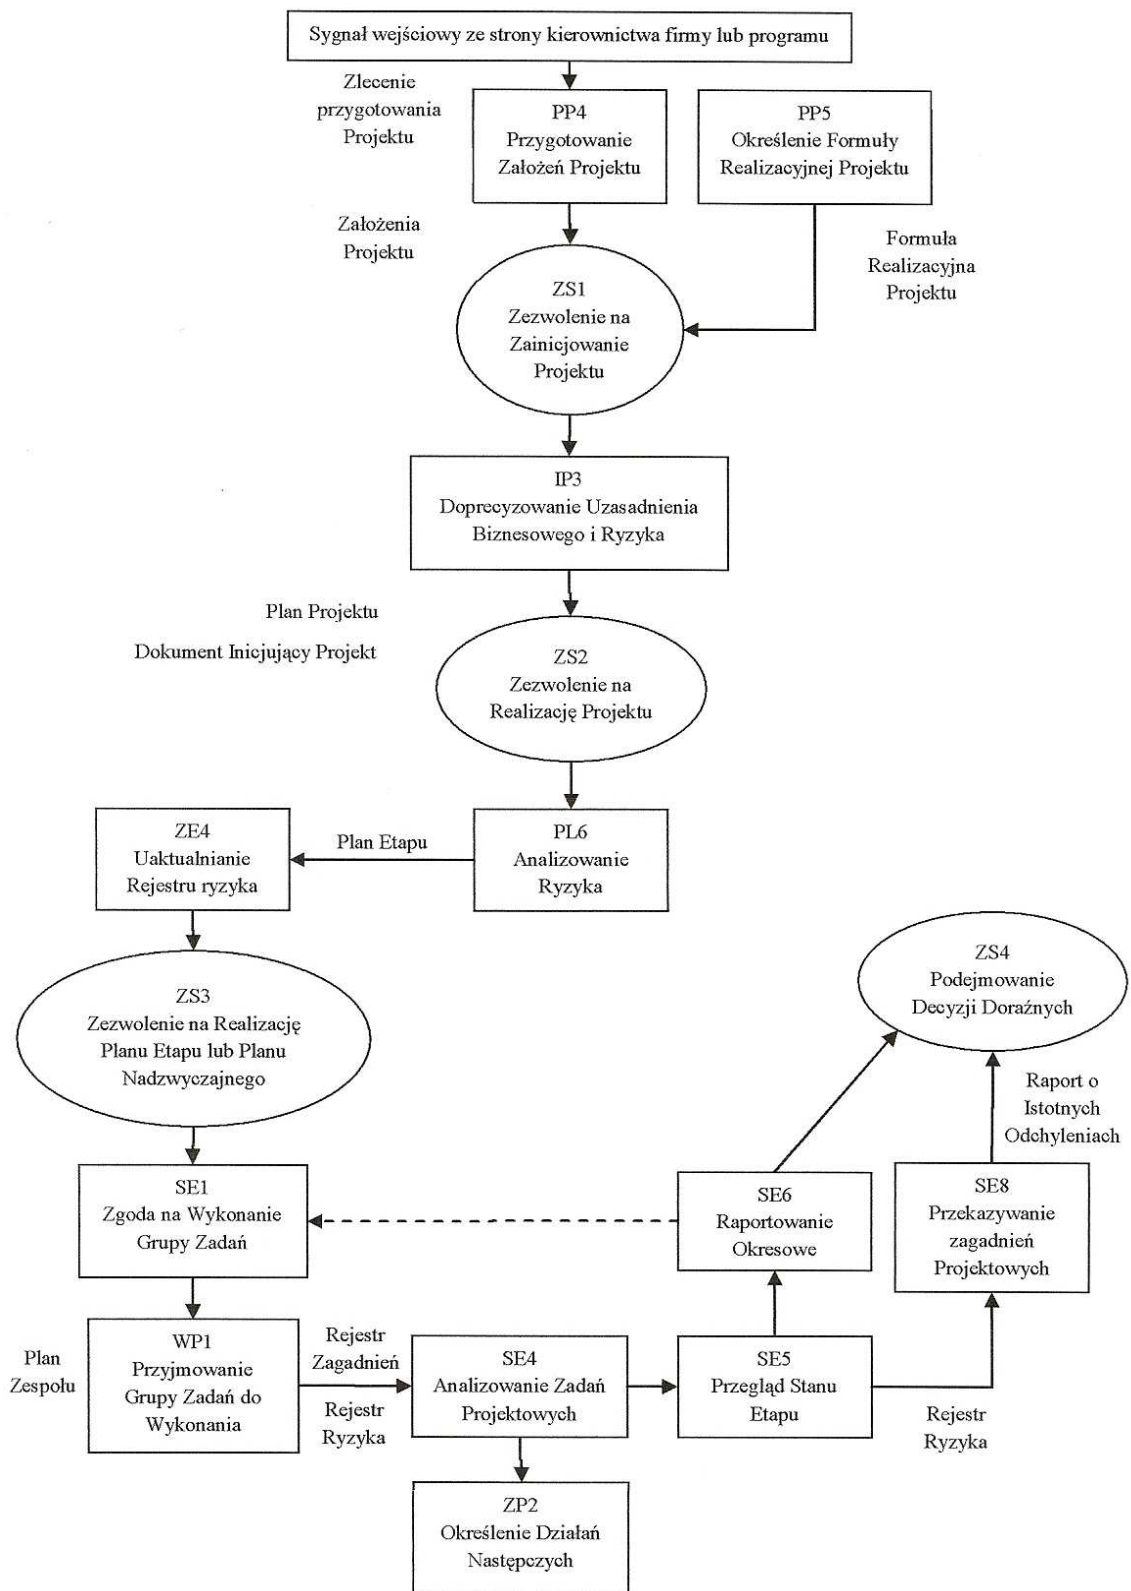 Sygnał wejściowy ze strony kierownictwa firmy lub programu
Zlecenie
przygotowania
Projektu
PP4
Przygotowanie
Założeń Projektu
PP5
Określenie Formuły
Realizacyjnej Projektu
Założenia
Projektu
Formuła
Realizacyjna
Projektu
ZS1
Zezwolenie na
Zainicjowanie
Projektu
IP3
Doprecyzowanie Uzasadnienia
Biznesowego i Ryzyka
Plan Projektu
Dokument Inicjujący Projekt
ZS2
Zezwolenie na
Realizację Projektu
ZE4
Uaktualnianie
Rejestru ryzyka
Plan Etapu
PL6
Analizowanie
Ryzyka
ZS3
Zezwolenie na Realizację
Planu Etapu lub Planu
Nadzwyczajnego
ZS4
Podejmowanie
Decyzji Doraźnych
Raport o
Istotnych
Odchyleniach
SE1
Zgoda na Wykonanie
Grupy Zadań
SE6
Raportowanie
Okresowe
SE8
Przekazywanie
zagadnień
Projektowych
Plan
Zespołu
WP1
Przyjmowanie
Grupy Zadań do
Wykonania
Rejestr
Zagadnień
Rejestr
Ryzyka
SE4
Analizowanie Zadań
Projektowych
SE5
Przegląd Stanu
Etapu
Rejestr
Ryzyka
ZP2
Określenie Działań
Następczych